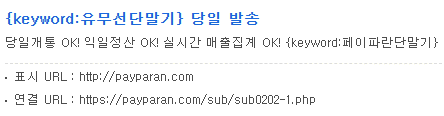 {keyword:유무선단말기} 당일 발송
당일개통 OK! 익일정산 OK! 실시간 매출집계 OK! {keyword:페이파란단말기}
· 표시 URL : http://payparan.com
· 연결 URL : https://payparan.com/sub/sub0202-1.php